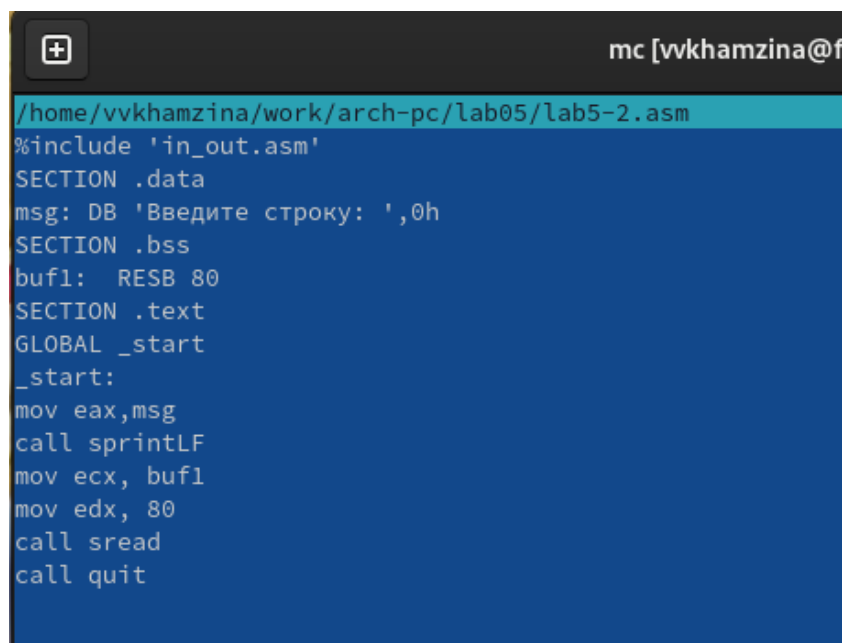 mc [vvkhamzina@f
/home/vvkhamzina/work/arch-pc/lab05/lab5-2.asm
%include 'in_out.asm'
SECTION .data
msg: DB 'Введите строку: ',0h
SECTION .bss
buf1:  RESB 80
SECTION .text
GLOBAL _start
_start:
mov eax,msg
call sprintLF
mov ecx, buf1
mov edx, 80
call sread
call quit